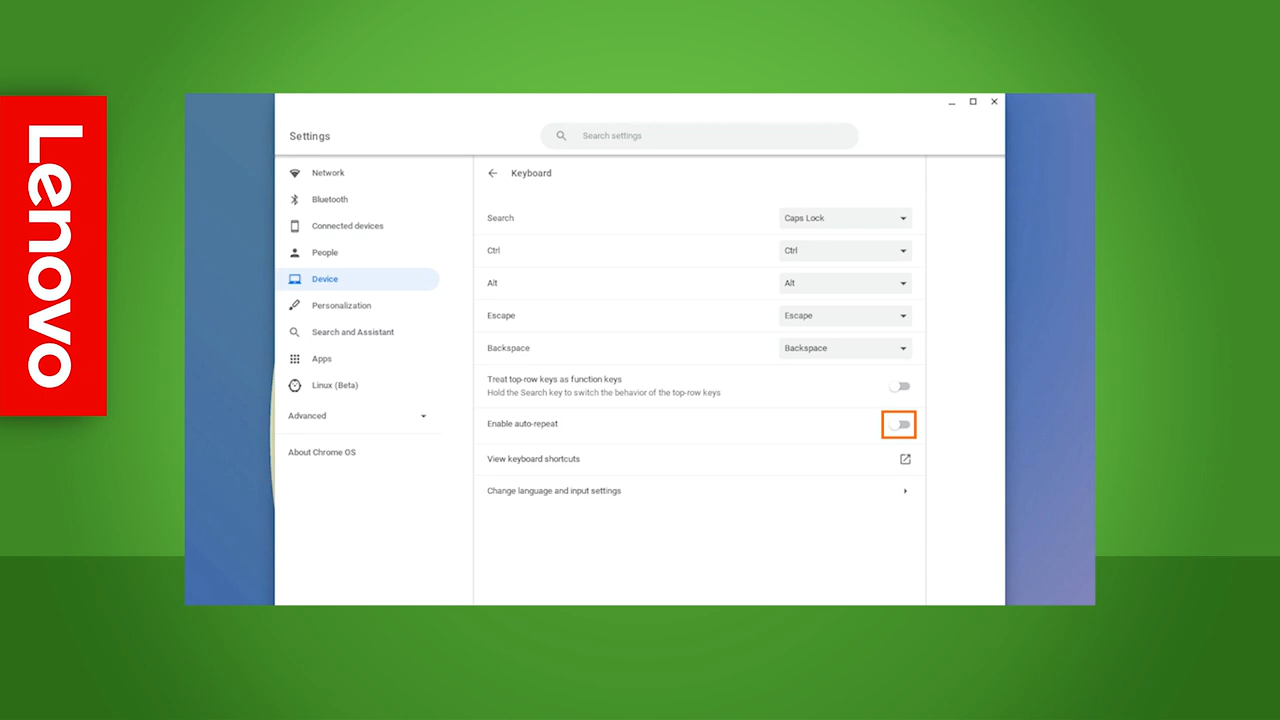 Lenovo
Settings
Search settings
Network
Bluetooth
Connected devices
People
Device
Personalization
Search and Assistant
Apps
Linux (Beta)
Advanced
About Chrome OS
Keyboard
Search Caps Lock
Ctrl Ctrl
Alt Alt
Escape Escape
Backspace Backspace
Treat top-row keys as function keys
Hold the Search key to switch the behavior of the top-row keys
Enable auto-repeat
View keyboard shortcuts
Change language and input settings